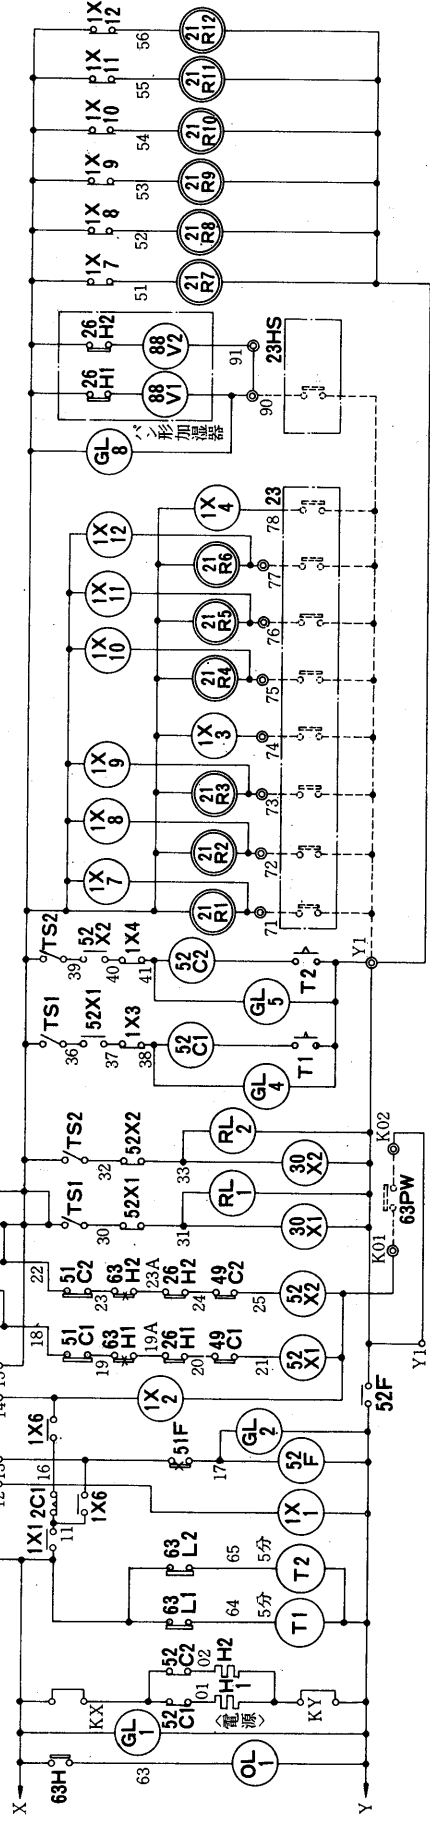 1X
12
56
21
R12
1X
11
55
21
R11
1X
10
54
21
R10
1X
9
53
21
R9
1X
8
52
21
R8
1X
7
51
21
R7
26
H2
88
V2
91
26
H1
88
V1
90
23HS
パン形加湿器
GL
8
1X
4
78
23
1X
12
21
R6
77
1X
11
21
R5
76
1X
10
21
R4
75
1X
3
74
1X
9
21
R3
73
1X
8
21
R2
72
1X
7
21
R1
71
TS2
39
52
X2
40
1X4
41
52
C2
GL
5
T2
Y1
TS1
36
52X1
37
1X3
38
52
C1
GL
4
T1
TS2
32
52X2
33
RL
2
30
X2
TS1
30
52X1
31
RL
1
30
X1
K02
63PW
K01
Y1
22
51
C2
23
63
H2
23A
26
H2
24
49
C2
25
52
X2
18
51
C1
19
63
H1
19A
26
H1
20
49
C1
21
52
X1
15
14
1X
2
52F
1X6
16
13
12
51F
17
GL
2
52
F
2C1
1X6
1X1
11
1X
1
63
L2
65
5分
T2
63
L1
64
5分
T1
KX
52
C2
02
H2
52
C1
01
H
1
〈電源〉
KY
GL
1
63H
63
OL
1
X
Y